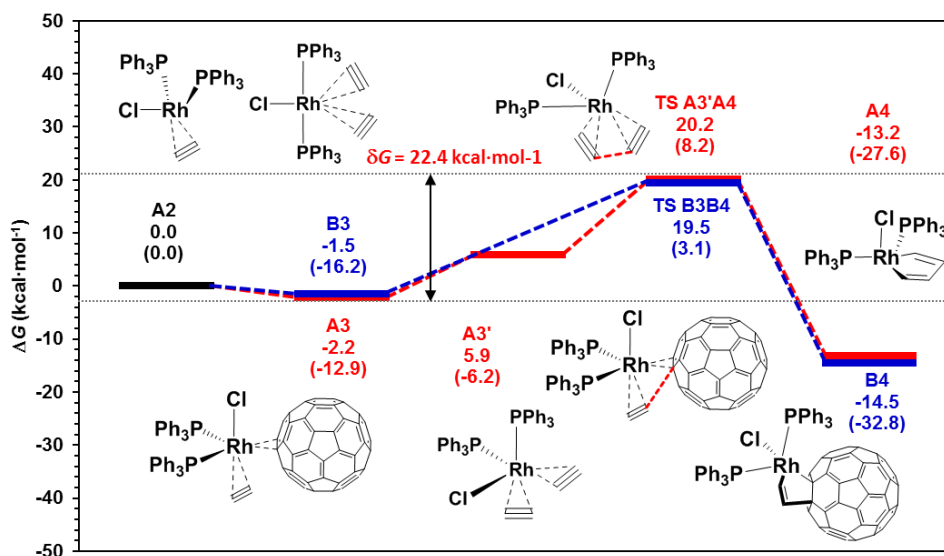 50
40
30
20
10
0
-10
-20
-30
-40
-50
ΔG (kcal·mol⁻¹)
Ph₃P
PPh₃
Cl
Rh
PPh₃
Cl
Rh
PPh₃
PPh₃
Cl
Ph₃P
Rh
TS A3'A4
20.2
(8.2)
A4
-13.2
(-27.6)
δG = 22.4 kcal·mol-1
A2
0.0
(0.0)
B3
-1.5
(-16.2)
TS B3B4
19.5
(3.1)
Cl
PPh₃
Ph₃P
Rh
A3
-2.2
(-12.9)
A3'
5.9
(-6.2)
Cl
Ph₃P
Rh
Ph₃P
B4
-14.5
(-32.8)
Cl
Ph₃P
Rh
Ph₃P
PPh₃
Ph₃P
Rh
Cl
PPh₃
Cl
Ph₃P
Rh